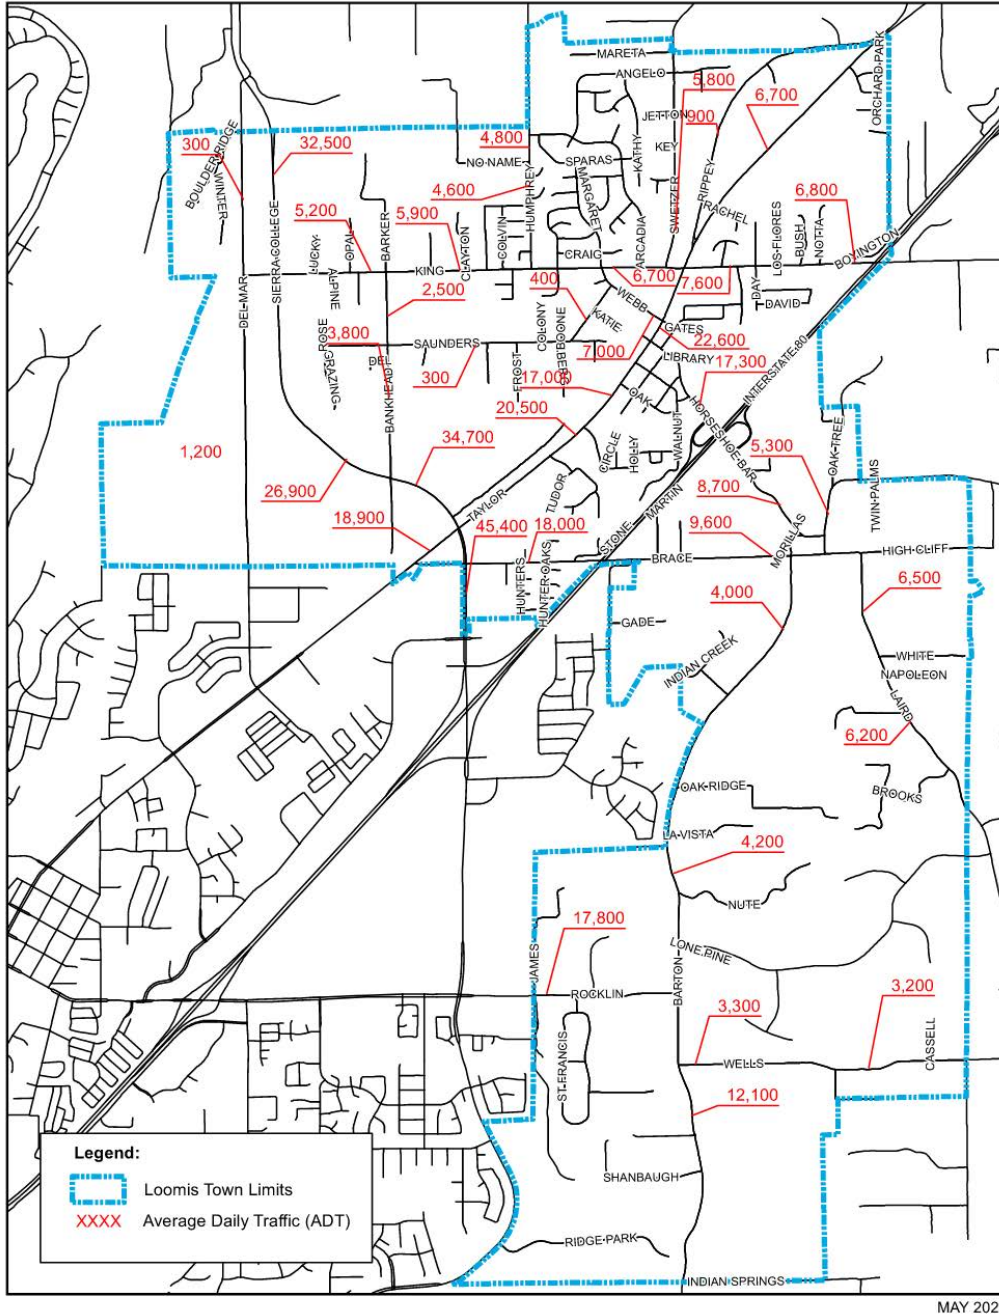 MARETA
ORCHARD PARK
ANGELO
5,800
6,700
JETTON
900
300
32,500
4,800
KEY
KATHY
BOULDER RIDGE
WINTER
NO NAME
SPARAS
MARGARET
RIPPEY
SWETZER
4,600
HUMPHREY
RACHEL
6,800
LOS FLORES
BUSH
NOTTA
5,200
BARKER
5,900
OPAL
CLAYTON
COLVIN
ARCADIA
SIERRA COLLEGE
CRAIG
BOYINGTON
KING
6,700
7,600
DAY
DEL MAR
ALPINE
2,500
400
WEBB
DAVID
ROSE
COLONY
BOONE
KATIE
GATES
22,600
3,800
SAUNDERS
7,000
LIBRARY
17,300
INTERSTATE 80
GRAZING
DEL
300
FROST
BEBBS
17,000
BANKHEAD
OAK
HORSESHOE BAR
20,500
WALNUT
34,700
CIRCLE
HOLLY
5,300
OAK TREE
1,200
TWIN PALMS
26,900
TUDOR
8,700
TAYLOR
MARTIN
18,900
45,400
18,000
STONE
9,600
MORILLAS
HUNTERS
HUNTER OAKS
BRACE
HIGH CLIFF
4,000
6,500
GADE
WHITE
INDIAN CREEK
NAPOLEON
LAIRD
6,200
OAK RIDGE
BROOKS
LA VISTA
4,200
NUTE
17,800
LONE PINE
JAMES
BARTON
ROCKLIN
3,200
3,300
CASSELL
ST FRANCIS
WELLS
12,100
Legend:
Loomis Town Limits
SHANBAUGH
XXXX Average Daily Traffic (ADT)
RIDGE PARK
INDIAN SPRINGS
MAY 202